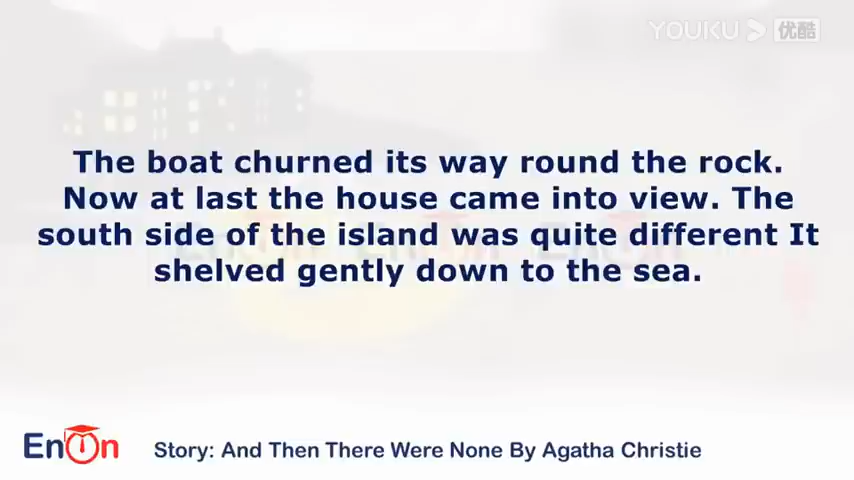 YOUKU 优酷
The boat churned its way round the rock.
Now at last the house came into view. The
south side of the island was quite different It
shelved gently down to the sea.
EnOn
Story: And Then There Were None By Agatha Christie